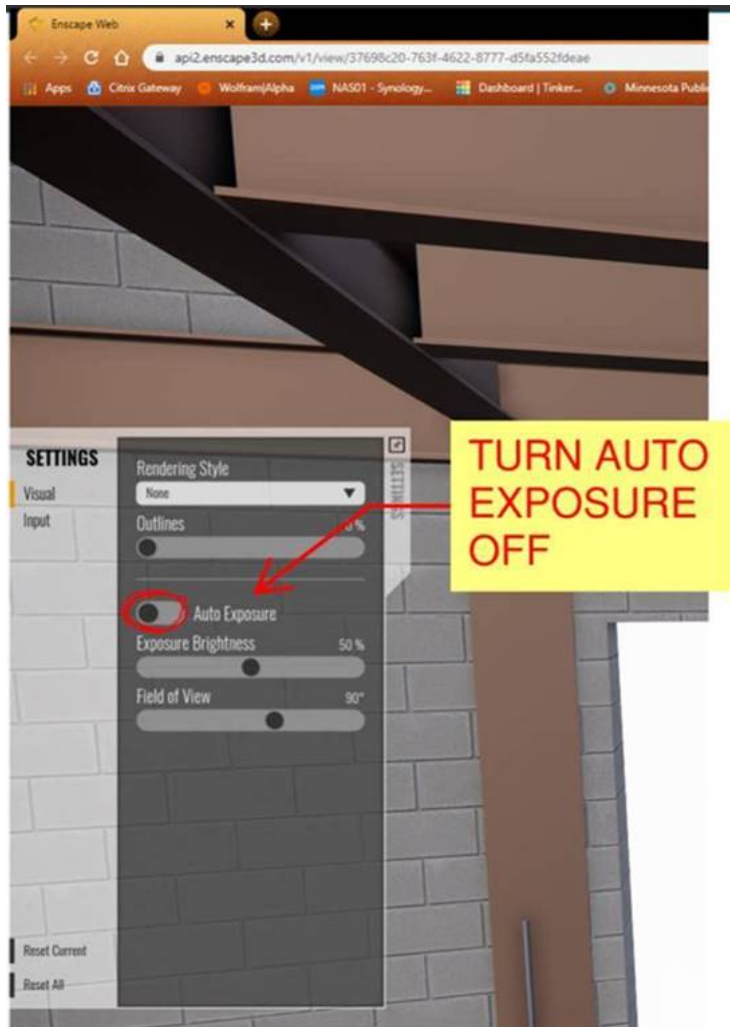 Enscape Web
api2.enscape3d.com/v1/view/37698c20-763f-4622-8777-d5fa552fdeae
Apps Citrix Gateway Wolfram|Alpha NAS01 - Synology... Dashboard | Tinker... Minnesota Public
SETTINGS
Visual
Input
Rendering Style
None
Outlines
%
Auto Exposure
Exposure Brightness 50 %
Field of View 90°
SETTINGS
Reset Current
Reset All
TURN AUTO
EXPOSURE
OFF